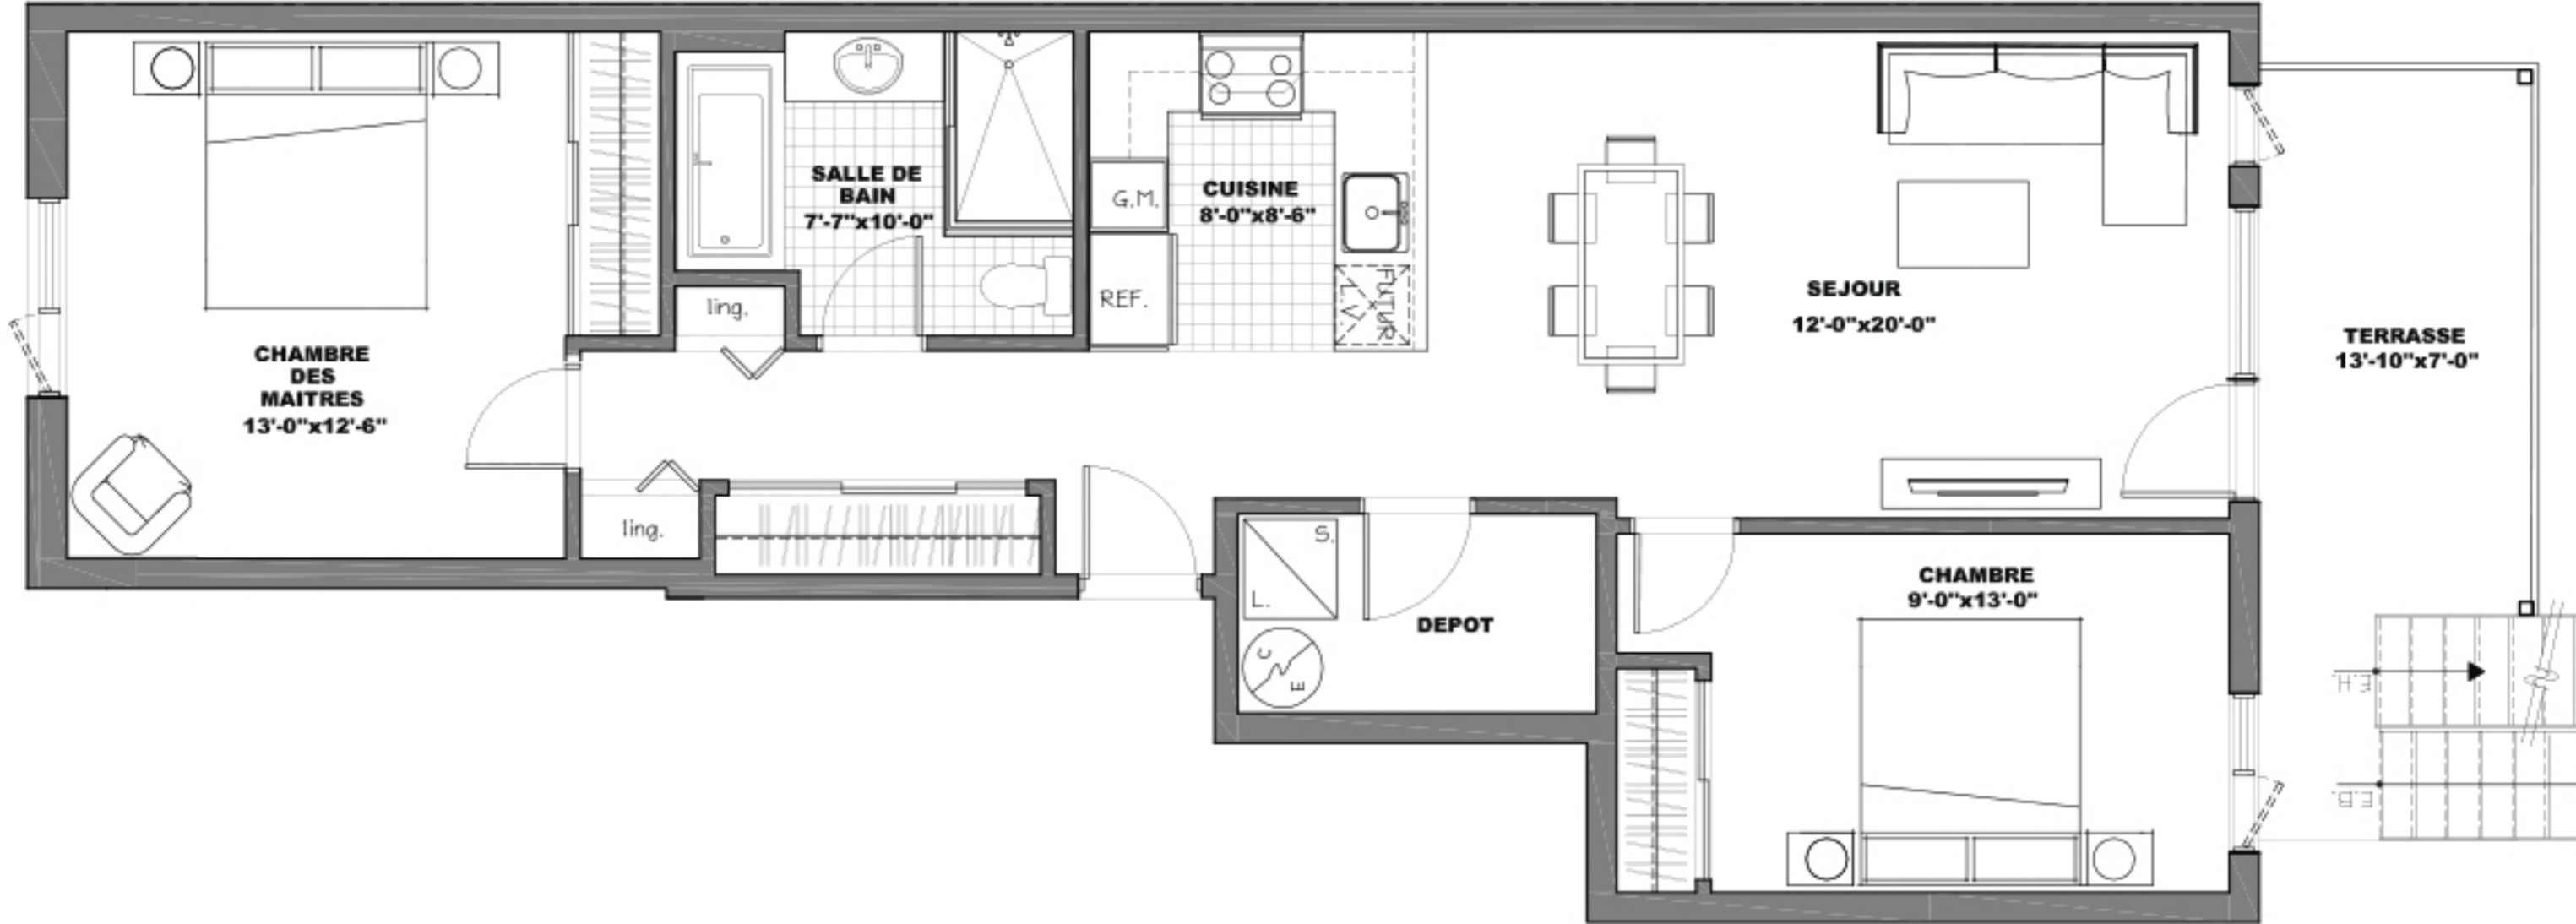 SALLE DE
BAIN
7'-7"x10'-0"
G.M.
CUISINE
8'-0"x8'-6"
REF.
FUTUR
L.V.
ling.
SEJOUR
12'-0"x20'-0"
TERRASSE
13'-10"x7'-0"
CHAMBRE
DES
MAITRES
13'-0"x12'-6"
ling.
S.
L.
DEPOT
C
E
CHAMBRE
9'-0"x13'-0"
E.H.
E.B.